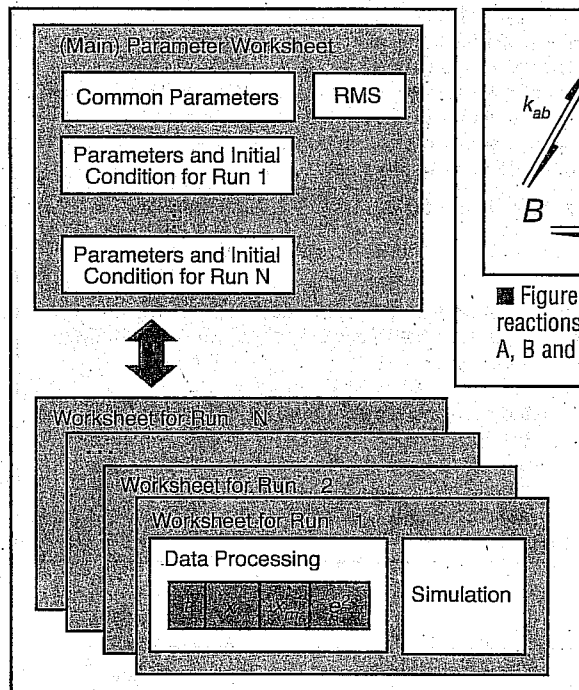 (Main) Parameter Worksheet
Common Parameters
RMS
Parameters and Initial
Condition for Run 1
Parameters and Initial
Condition for Run N
Worksheet for Run N
Worksheet for Run 2
Worksheet for Run 1
Data Processing
Simulation
k_ab
B
■ Figure
reactions
A, B and